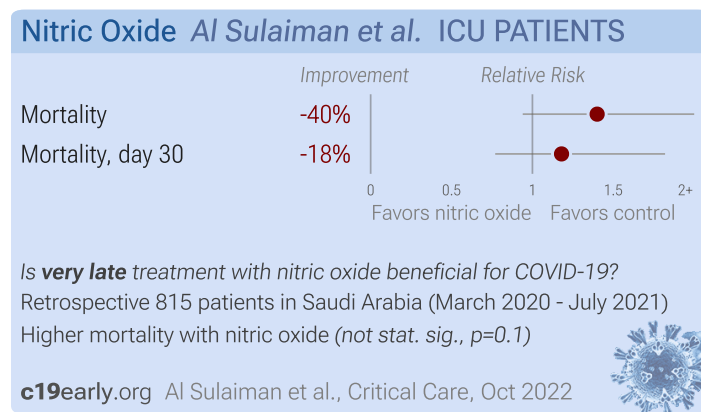 Nitric Oxide Al Sulaiman et al. ICU PATIENTS
Improvement Relative Risk
Mortality -40%
Mortality, day 30 -18%
0 0.5 1 1.5 2+
Favors nitric oxide Favors control
Is very late treatment with nitric oxide beneficial for COVID-19?
Retrospective 815 patients in Saudi Arabia (March 2020 - July 2021)
Higher mortality with nitric oxide (not stat. sig., p=0.1)
c19early.org Al Sulaiman et al., Critical Care, Oct 2022